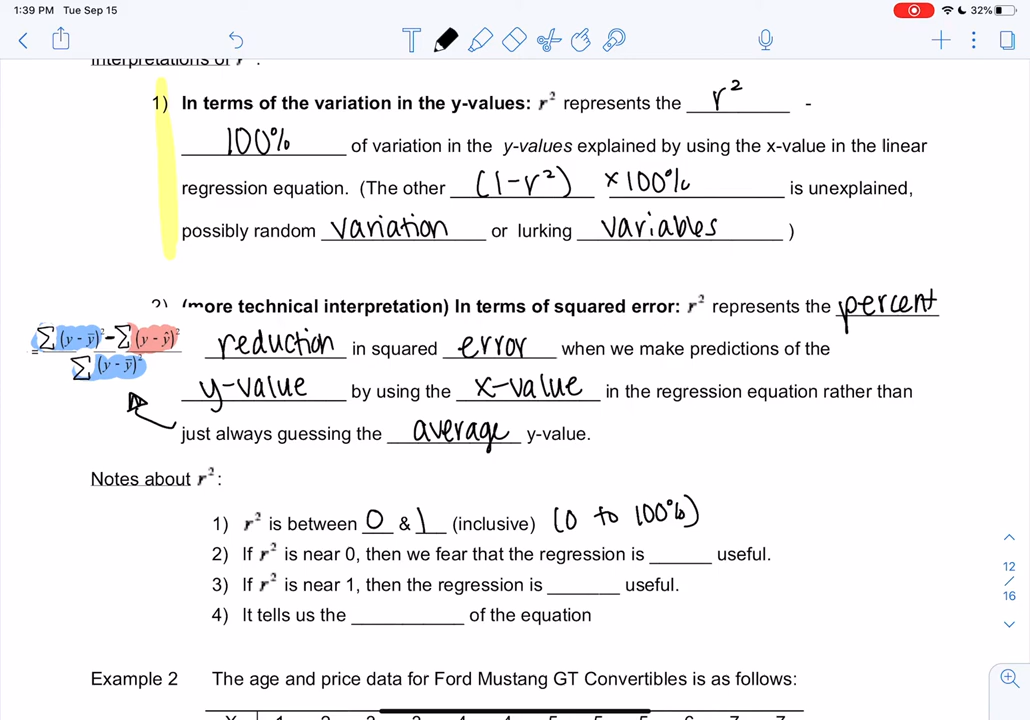 1:39 PM Tue Sep 15 32%
T
Interpretations of r²:
1) In terms of the variation in the y-values: r² represents the r² -
100% of variation in the y-values explained by using the x-value in the linear
regression equation. (The other (1-r²) ×100% is unexplained,
possibly random variation or lurking variables )
2) (more technical interpretation) In terms of squared error: r² represents the percent
= Σ(y - ȳ)² - Σ(y - ŷ)² / Σ(y - ȳ)²
reduction in squared error when we make predictions of the
y-value by using the x-value in the regression equation rather than
just always guessing the average y-value.
Notes about r²:
1) r² is between 0 & 1 (inclusive) (0 to 100%)
2) If r² is near 0, then we fear that the regression is ______ useful.
3) If r² is near 1, then the regression is _______ useful.
4) It tells us the ___________ of the equation
12
/
16
Example 2 The age and price data for Ford Mustang GT Convertibles is as follows: